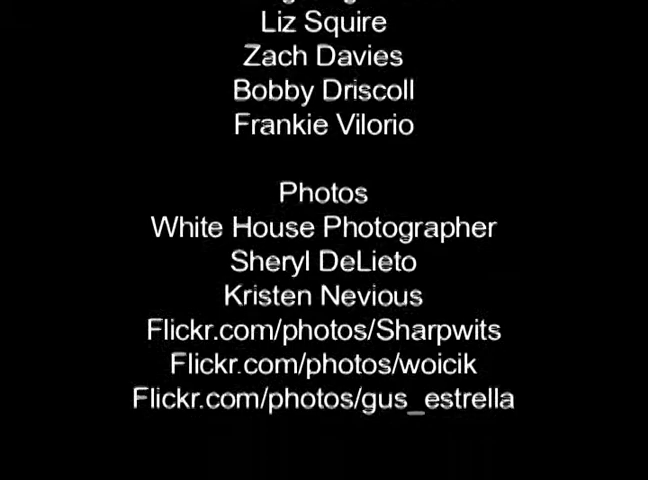 Liz Squire
Zach Davies
Bobby Driscoll
Frankie Vilorio
Photos
White House Photographer
Sheryl DeLieto
Kristen Nevious
Flickr.com/photos/Sharpwits
Flickr.com/photos/woicik
Flickr.com/photos/gus_estrella